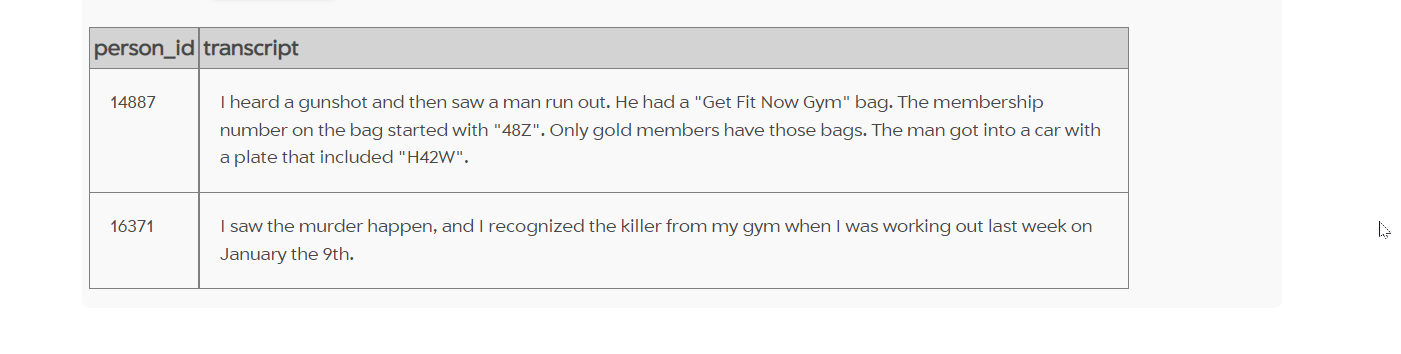 person_id transcript
14887 I heard a gunshot and then saw a man run out. He had a "Get Fit Now Gym" bag. The membership
number on the bag started with "48Z". Only gold members have those bags. The man got into a car with
a plate that included "H42W".
16371 I saw the murder happen, and I recognized the killer from my gym when I was working out last week on
January the 9th.